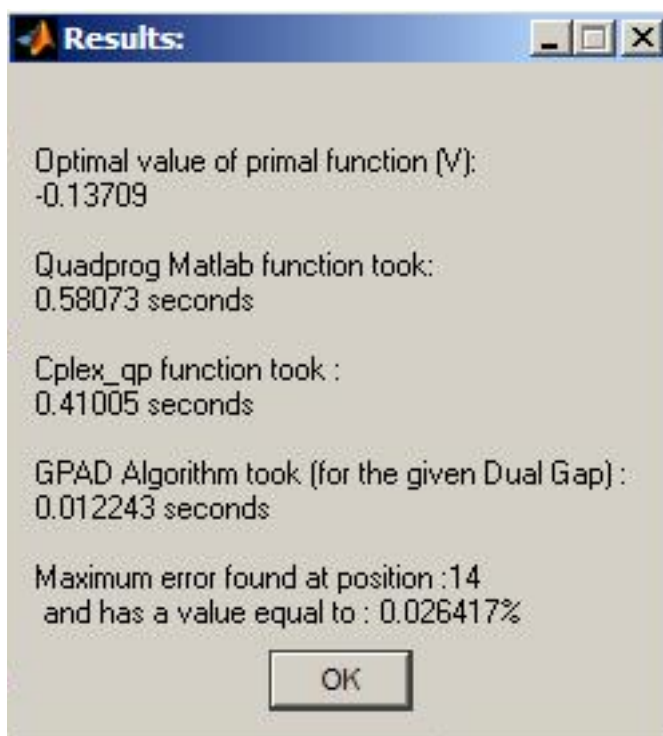 Results:
Optimal value of primal function (V):
-0.13709
Quadprog Matlab function took:
0.58073 seconds
Cplex_qp function took :
0.41005 seconds
GPAD Algorithm took (for the given Dual Gap) :
0.012243 seconds
Maximum error found at position :14
and has a value equal to : 0.026417%
OK